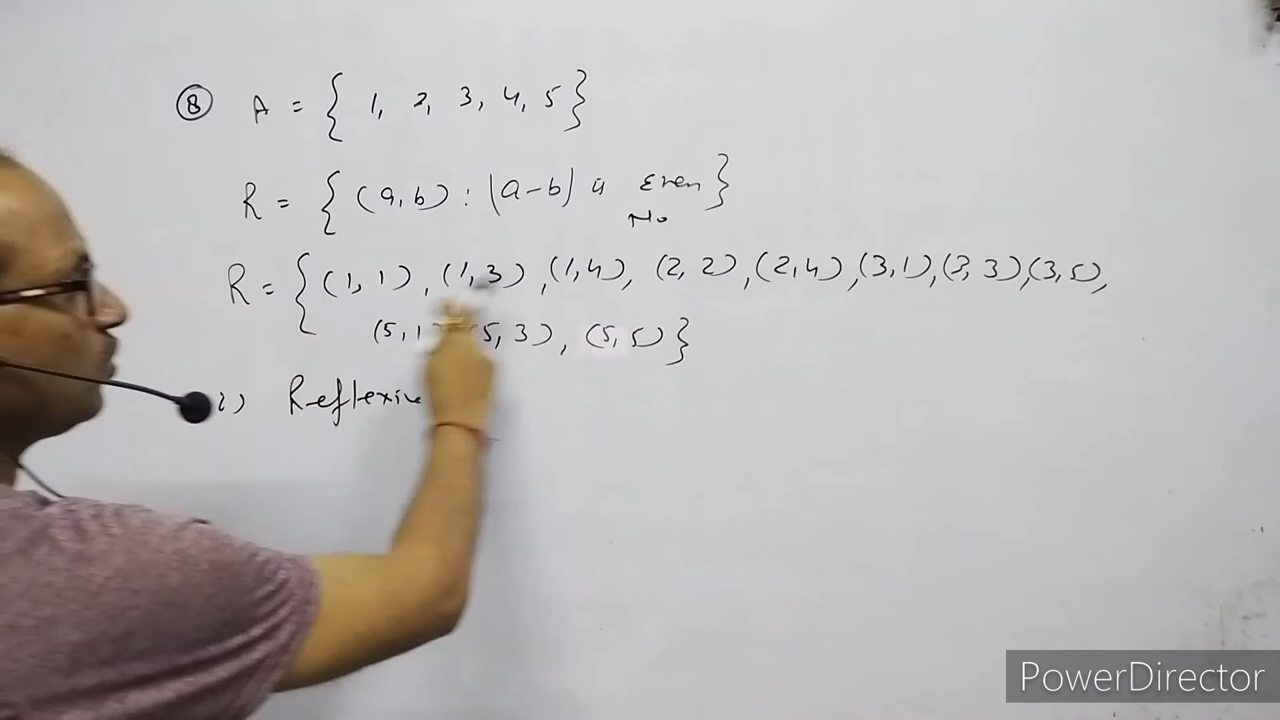 ⑧ A = { 1, 2, 3, 4, 5}
R = { (a,b) : |a-b| is Even }
No
R = { (1, 1), (1,3), (1,4), (2, 2), (2,4), (3,1), (3, 3), (3,5),
(5,1 5, 3), (5,5) }
i) Reflexive
PowerDirector